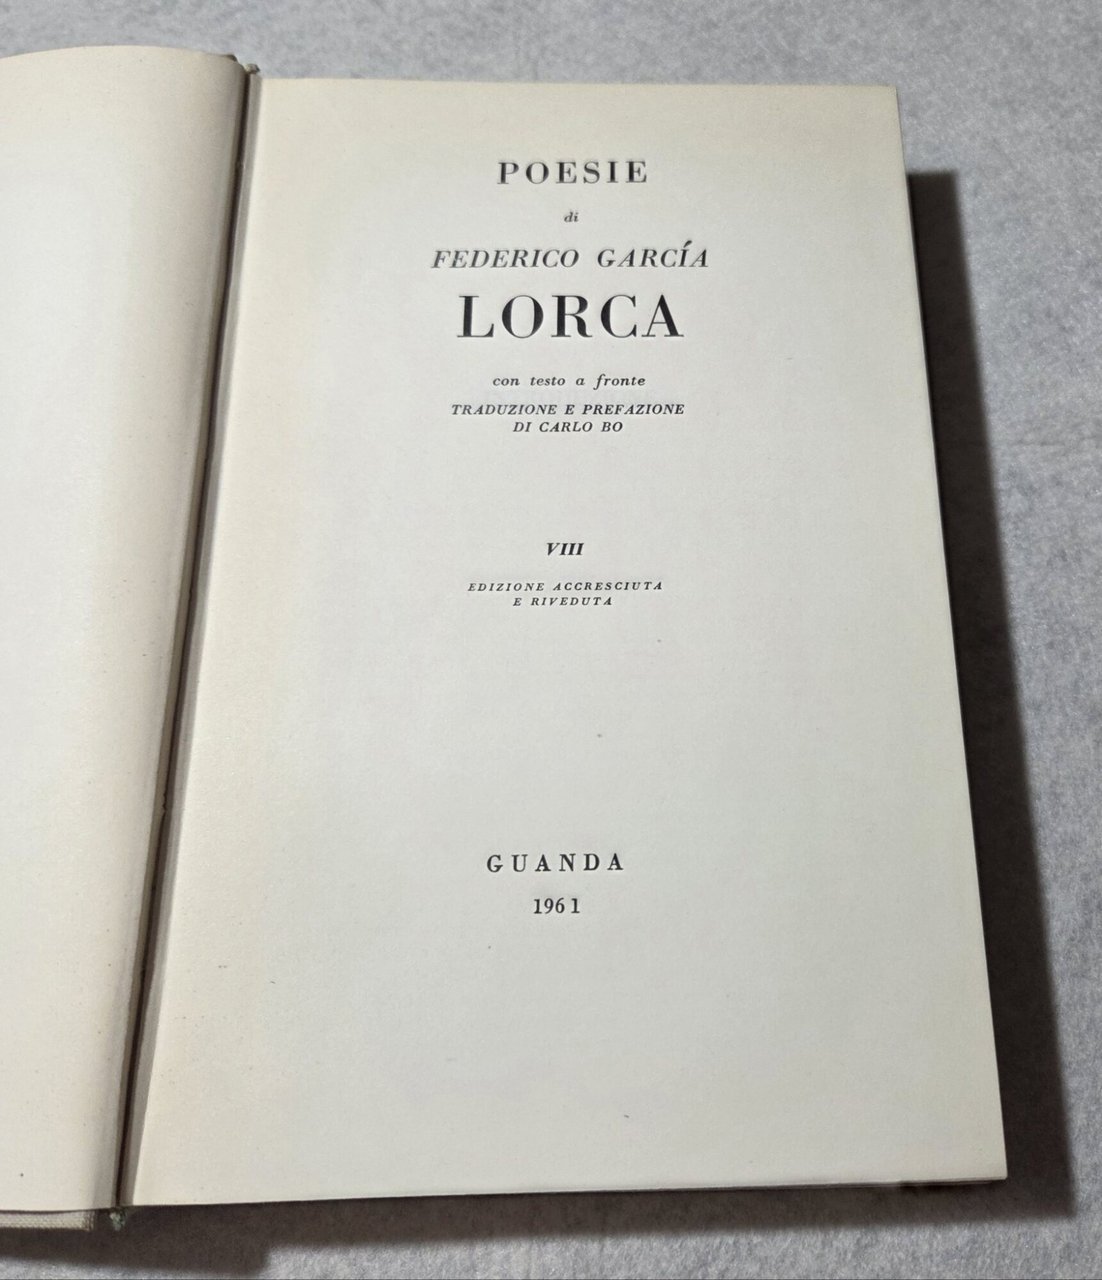 POESIE
di
FEDERICO GARCÍA
LORCA
con testo a fronte
TRADUZIONE E PREFAZIONE
DI CARLO BO
VIII
EDIZIONE ACCRESCIUTA
E RIVEDUTA
GUANDA
1961